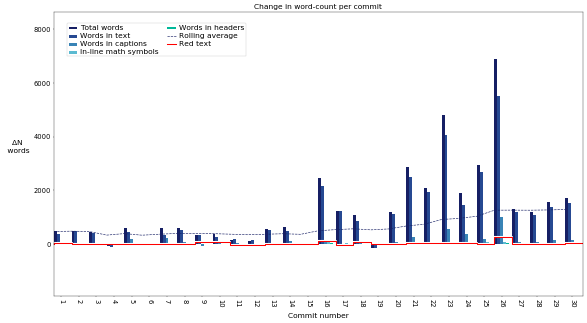 Change in word-count per commit
Total words
Words in text
Words in captions
In-line math symbols
Words in headers
Rolling average
Red text
8000
6000
4000
2000
0
ΔN
words
1 2 3 4 5 6 7 8 9 10 11 12 13 14 15 16 17 18 19 20 21 22 23 24 25 26 27 28 29 30
Commit number